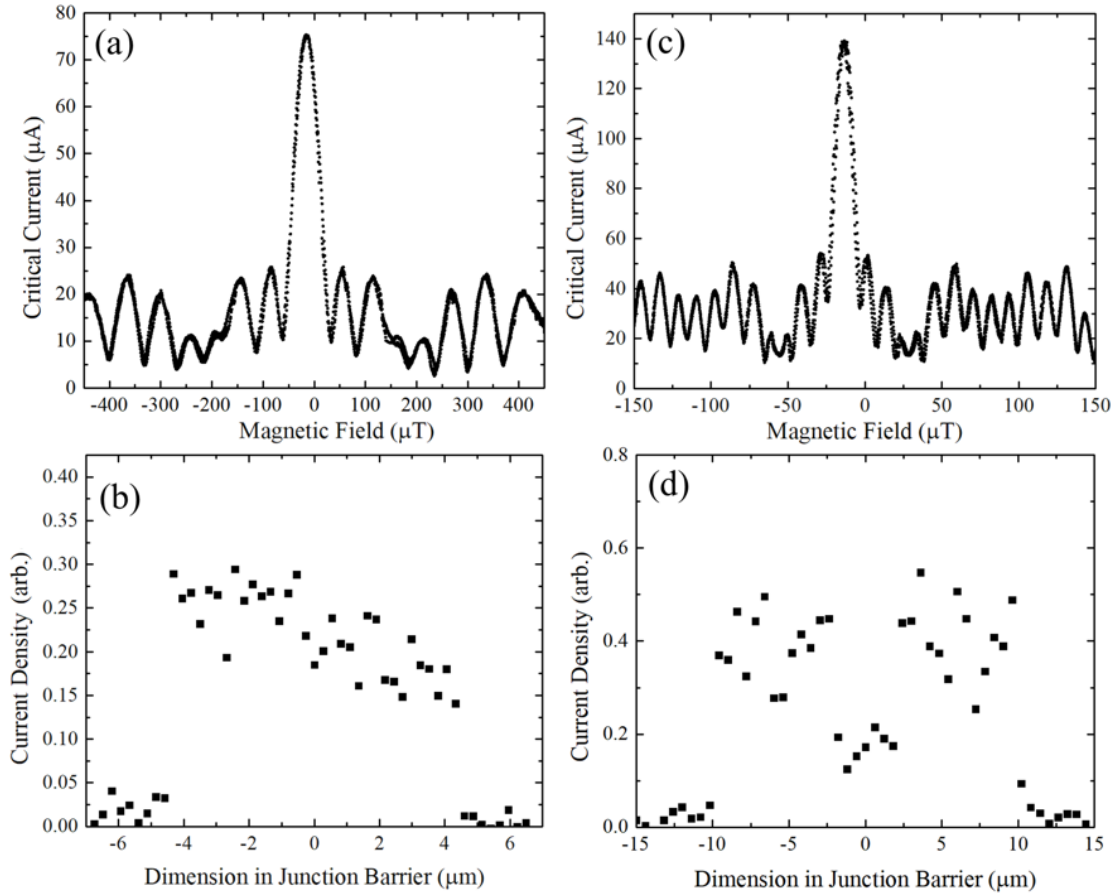 (a)
80
70
60
50
40
30
20
10
0
Critical Current (μA)
-400 -300 -200 -100 0 100 200 300 400
Magnetic Field (μT)
(c)
140
120
100
80
60
40
20
0
Critical Current (μA)
-150 -100 -50 0 50 100 150
Magnetic Field (μT)
(b)
0.40
0.35
0.30
0.25
0.20
0.15
0.10
0.05
0.00
Current Density (arb.)
-6 -4 -2 0 2 4 6
Dimension in Junction Barrier (μm)
(d)
0.8
0.6
0.4
0.2
0.0
Current Density (arb.)
-15 -10 -5 0 5 10 15
Dimension in Junction Barrier (μm)